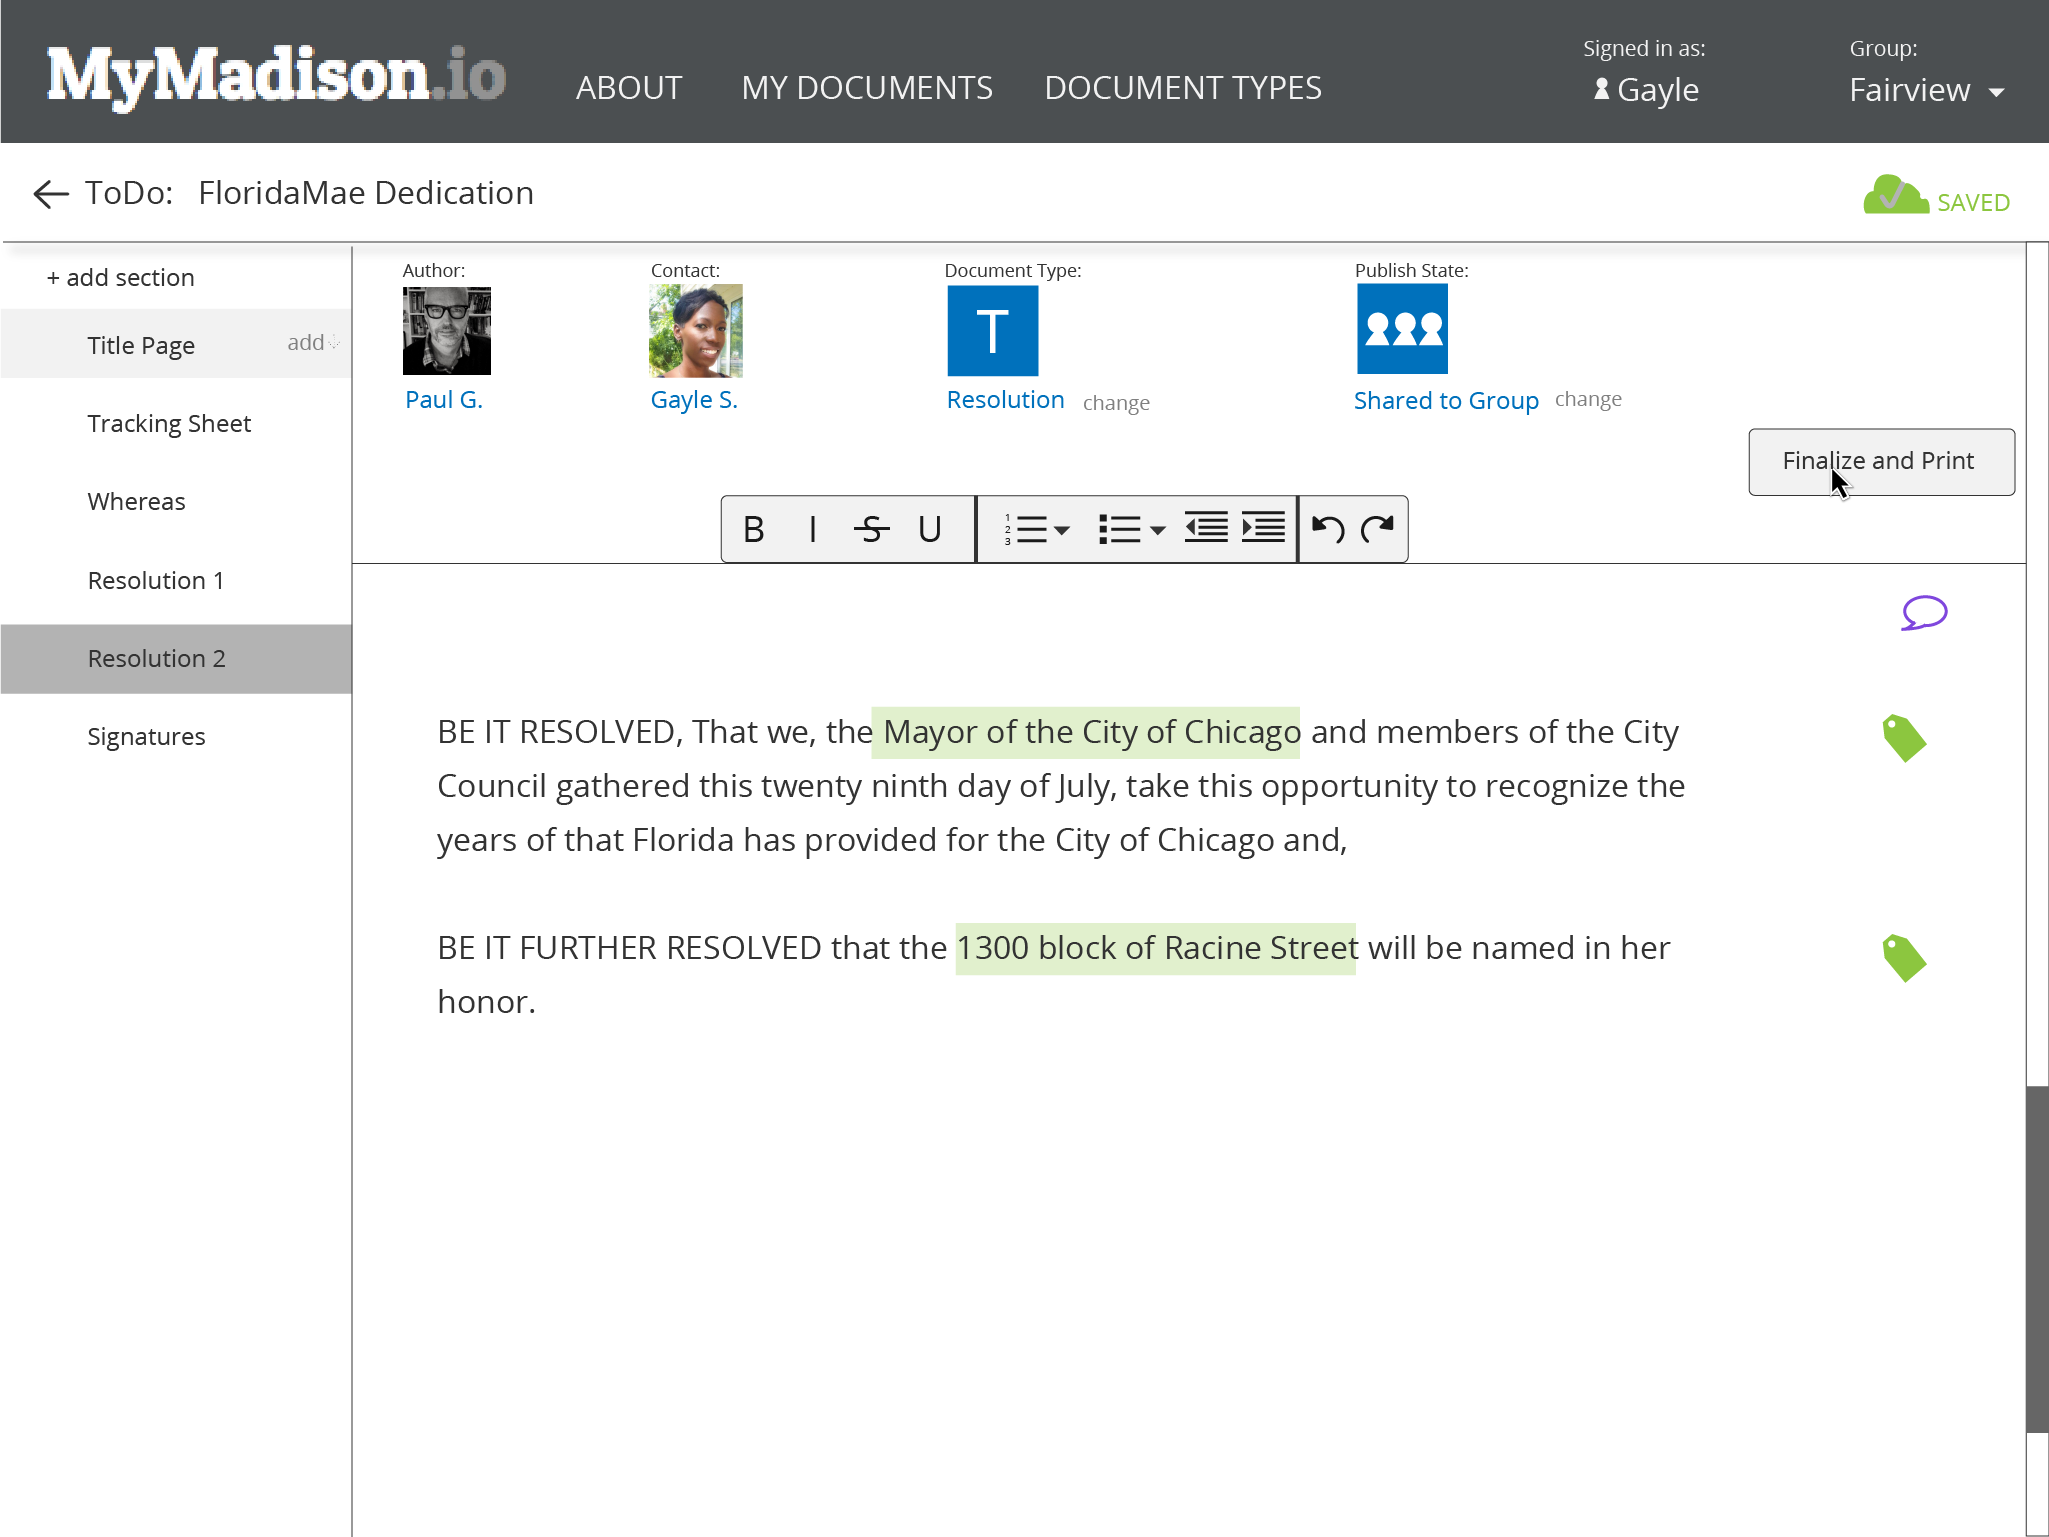 MyMadison.io
ABOUT MY DOCUMENTS DOCUMENT TYPES
Signed in as:
Gayle
Group:
Fairview
ToDo: FloridaMae Dedication
SAVED
+ add section
Title Page add
Tracking Sheet
Whereas
Resolution 1
Resolution 2
Signatures
Author:
Paul G.
Contact:
Gayle S.
Document Type:
T
Resolution change
Publish State:
Shared to Group change
Finalize and Print
B I S U
1
2
3
BE IT RESOLVED, That we, the Mayor of the City of Chicago and members of the City
Council gathered this twenty ninth day of July, take this opportunity to recognize the
years of that Florida has provided for the City of Chicago and,
BE IT FURTHER RESOLVED that the 1300 block of Racine Street will be named in her
honor.